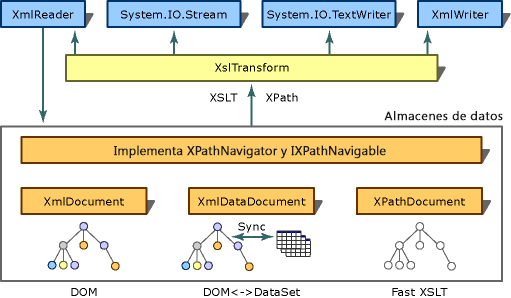 XmlReader
System.IO.Stream
System.IO.TextWriter
XmlWriter
XslTransform
XSLT
XPath
Almacenes de datos
Implementa XPathNavigator y IXPathNavigable
XmlDocument
XmlDataDocument
XPathDocument
Sync
DOM
DOM<->DataSet
Fast XSLT